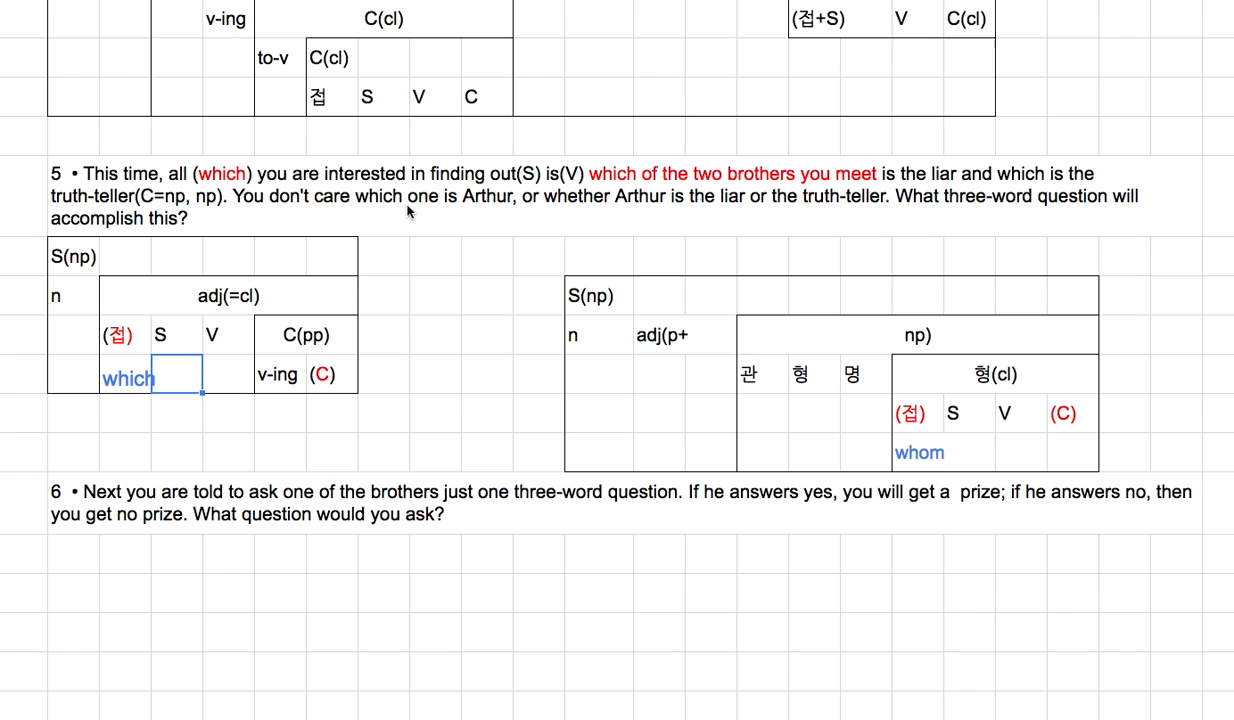 v-ing C(cl) (접+S) V C(cl)
to-v C(cl)
접 S V C
5 • This time, all (which) you are interested in finding out(S) is(V) which of the two brothers you meet is the liar and which is the
truth-teller(C=np, np). You don't care which one is Arthur, or whether Arthur is the liar or the truth-teller. What three-word question will
accomplish this?
S(np)
n adj(=cl) S(np)
(접) S V C(pp) n adj(p+ np)
which v-ing (C) 관 형 명 형(cl)
(접) S V (C)
whom
6 • Next you are told to ask one of the brothers just one three-word question. If he answers yes, you will get a  prize; if he answers no, then
you get no prize. What question would you ask?